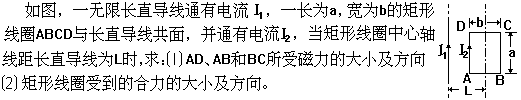 如图，一无限长直导线通有电流 I₁，一长为a，宽为b的矩形
线圈ABCD与长直导线共面，并通有电流I₂，当矩形线圈中心轴
线距长直导线为L时,求：⑴ AD、AB和BC所受磁力的大小及方向
⑵ 矩形线圈受到的合力的大小及方向。
D b C
I₁ I₂ a
A B
L